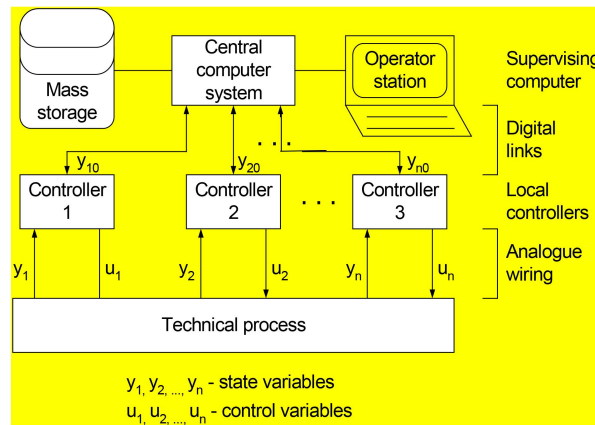 Mass
storage
Central
computer
system
Operator
station
Supervising
computer
Digital
links
. . .
y10
y20
yn0
Controller
1
Controller
2
. . .
Controller
3
Local
controllers
y1
u1
y2
u2
yn
un
Analogue
wiring
Technical process
y1, y2, ..., yn - state variables
u1, u2, ..., un - control variables